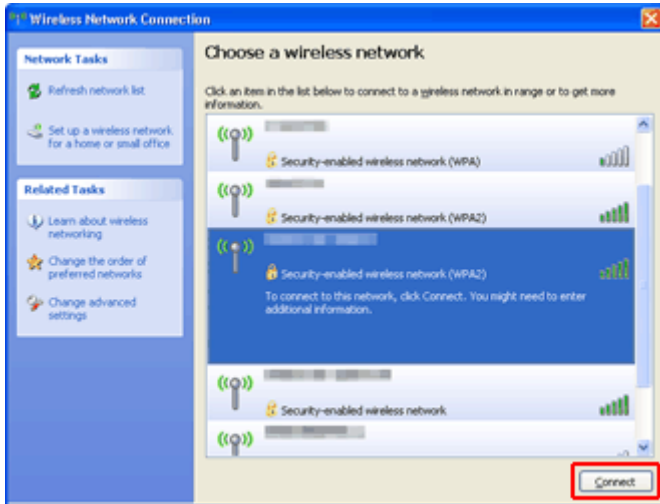 Wireless Network Connection
Network Tasks
Refresh network list
Set up a wireless network
for a home or small office
Related Tasks
Learn about wireless
networking
Change the order of
preferred networks
Change advanced
settings
Choose a wireless network
Click an item in the list below to connect to a wireless network in range or to get more
information.
Security-enabled wireless network (WPA)
Security-enabled wireless network (WPA2)
Security-enabled wireless network (WPA2)
To connect to this network, click Connect. You might need to enter
additional information.
Security-enabled wireless network
Connect